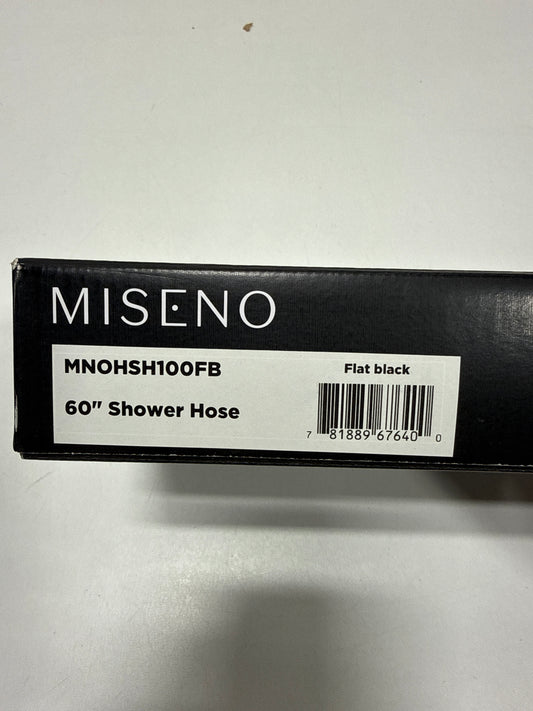 MISENO
MNOHSH100FB
Flat black
60" Shower Hose
7 81889 67640 0